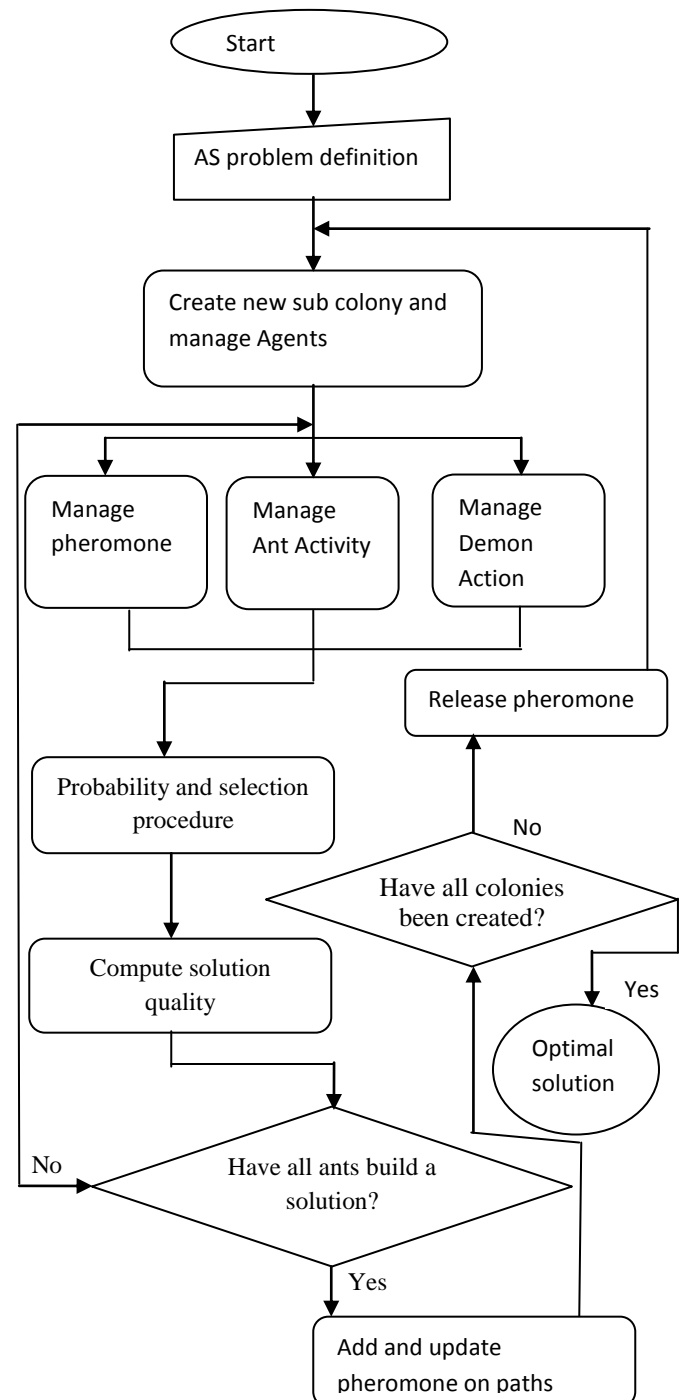 Start
AS problem definition
Create new sub colony and
manage Agents
Manage
pheromone
Manage
Ant Activity
Manage
Demon
Action
Release pheromone
Probability and selection
procedure
No
Have all colonies
been created?
Compute solution
quality
Yes
Optimal
solution
No
Have all ants build a
solution?
Yes
Add and update
pheromone on paths